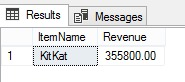 Results Messages
ItemName Revenue
1 KitKat 355800.00